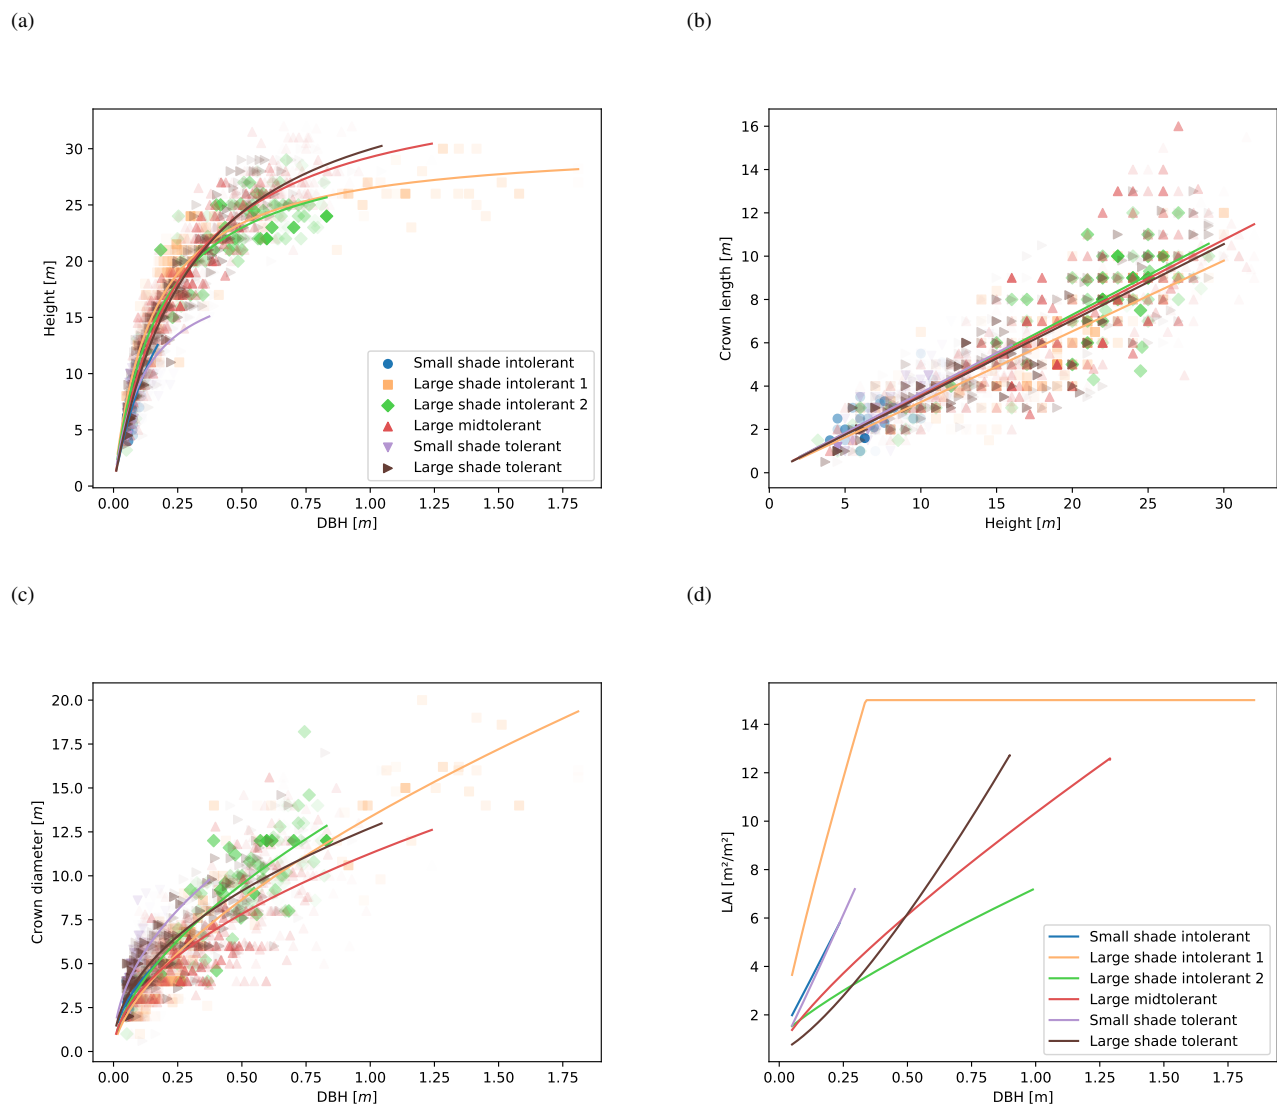 (a)
(b)
30
25
20
15
10
5
0
Height [m]
0.00 0.25 0.50 0.75 1.00 1.25 1.50 1.75
DBH [m]
Small shade intolerant
Large shade intolerant 1
Large shade intolerant 2
Large midtolerant
Small shade tolerant
Large shade tolerant
16
14
12
10
8
6
4
2
0
Crown length [m]
0 5 10 15 20 25 30
Height [m]
(c)
(d)
20.0
17.5
15.0
12.5
10.0
7.5
5.0
2.5
0.0
Crown diameter [m]
0.00 0.25 0.50 0.75 1.00 1.25 1.50 1.75
DBH [m]
14
12
10
8
6
4
2
LAI [m²/m²]
0.00 0.25 0.50 0.75 1.00 1.25 1.50 1.75
DBH [m]
Small shade intolerant
Large shade intolerant 1
Large shade intolerant 2
Large midtolerant
Small shade tolerant
Large shade tolerant